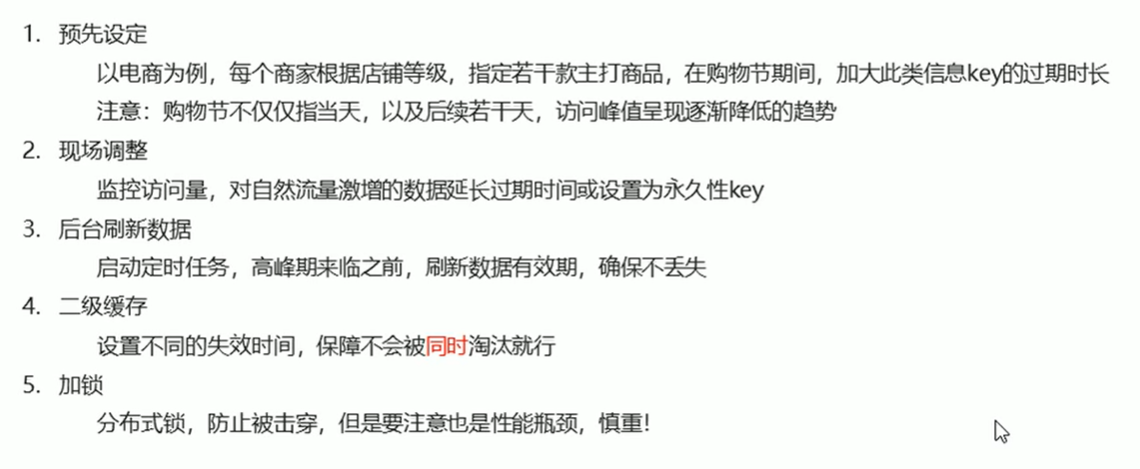 1. 预先设定
以电商为例，每个商家根据店铺等级，指定若干款主打商品，在购物节期间，加大此类信息key的过期时长
注意：购物节不仅仅指当天，以及后续若干天，访问峰值呈现逐渐降低的趋势
2. 现场调整
监控访问量，对自然流量激增的数据延长过期时间或设置为永久性key
3. 后台刷新数据
启动定时任务，高峰期来临之前，刷新数据有效期，确保不丢失
4. 二级缓存
设置不同的失效时间，保障不会被同时淘汰就行
5. 加锁
分布式锁，防止被击穿，但是要注意也是性能瓶颈，慎重！